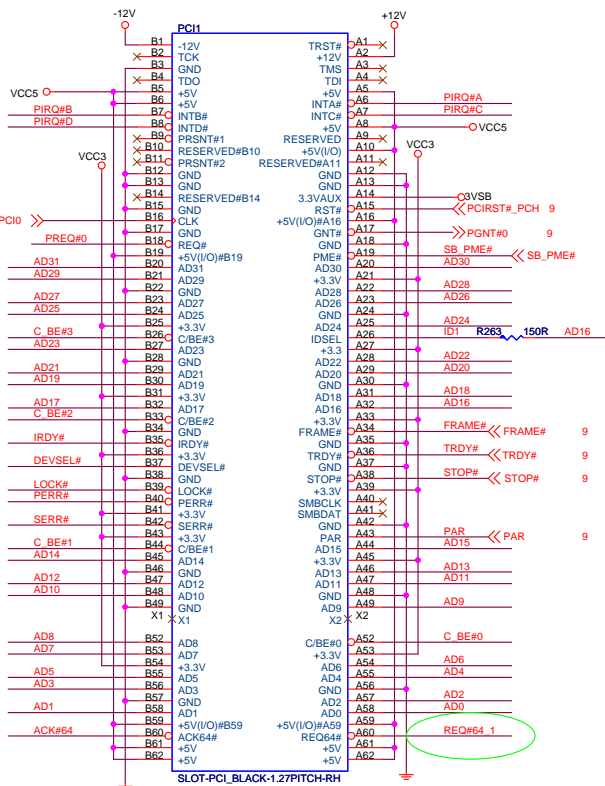 -12V +12V
PCI1
B1 -12V TRST# A1
B2 TCK +12V A2
B3 GND TMS A3
B4 TDO TDI A4
VCC5 B5 +5V +5V A5
B6 +5V INTA# A6 PIRQ#A
PIRQ#B B7 INTB# INTC# A7 PIRQ#C
PIRQ#D B8 INTD# +5V A8 VCC5
B9 PRSNT#1 RESERVED A9
B10 RESERVED#B10 +5V(I/O) A10
VCC3 B11 PRSNT#2 RESERVED#A11 A11 VCC3
B12 GND GND A12
B13 GND GND A13
B14 RESERVED#B14 3.3VAUX A14 3VSB
B15 GND RST# A15 PCIRST#_PCH 9
PCI0 B16 CLK +5V(I/O)#A16 A16
B17 GND GNT# A17 PGNT#0 9
PREQ#0 B18 REQ# GND A18
B19 +5V(I/O)#B19 PME# A19 SB_PME# SB_PME#
AD31 B20 AD31 AD30 A20 AD30
AD29 B21 AD29 +3.3V A21
B22 GND AD28 A22 AD28
AD27 B23 AD27 AD26 A23 AD26
AD25 B24 AD25 GND A24
B25 +3.3V AD24 A25 AD24
C_BE#3 B26 C/BE#3 IDSEL A26 ID1 R263 150R AD16
AD23 B27 AD23 +3.3 A27
B28 GND AD22 A28 AD22
AD21 B29 AD21 AD20 A29 AD20
AD19 B30 AD19 GND A30
B31 +3.3V AD18 A31 AD18
AD17 B32 AD17 AD16 A32 AD16
C_BE#2 B33 C/BE#2 +3.3V A33
B34 GND FRAME# A34 FRAME# FRAME# 9
IRDY# B35 IRDY# GND A35
B36 +3.3V TRDY# A36 TRDY# TRDY# 9
DEVSEL# B37 DEVSEL# GND A37
B38 GND STOP# A38 STOP# STOP# 9
LOCK# B39 LOCK# +3.3V A39
PERR# B40 PERR# SMBCLK A40
B41 +3.3V SMBDAT A41
SERR# B42 SERR# GND A42
B43 +3.3V PAR A43 PAR PAR 9
C_BE#1 B44 C/BE#1 AD15 A44 AD15
AD14 B45 AD14 +3.3V A45
B46 GND AD13 A46 AD13
AD12 B47 AD12 AD11 A47 AD11
AD10 B48 AD10 GND A48
B49 GND AD9 A49 AD9
X1 X1 X2 X2
AD8 B52 AD8 C/BE#0 A52 C_BE#0
AD7 B53 AD7 +3.3V A53
B54 +3.3V AD6 A54 AD6
AD5 B55 AD5 AD4 A55 AD4
AD3 B56 AD3 GND A56
B57 GND AD2 A57 AD2
AD1 B58 AD1 AD0 A58 AD0
B59 +5V(I/O)#B59 +5V(I/O)#A59 A59
ACK#64 B60 ACK64# REQ64# A60 REQ#64_1
B61 +5V +5V A61
B62 +5V +5V A62
SLOT-PCI_BLACK-1.27PITCH-RH